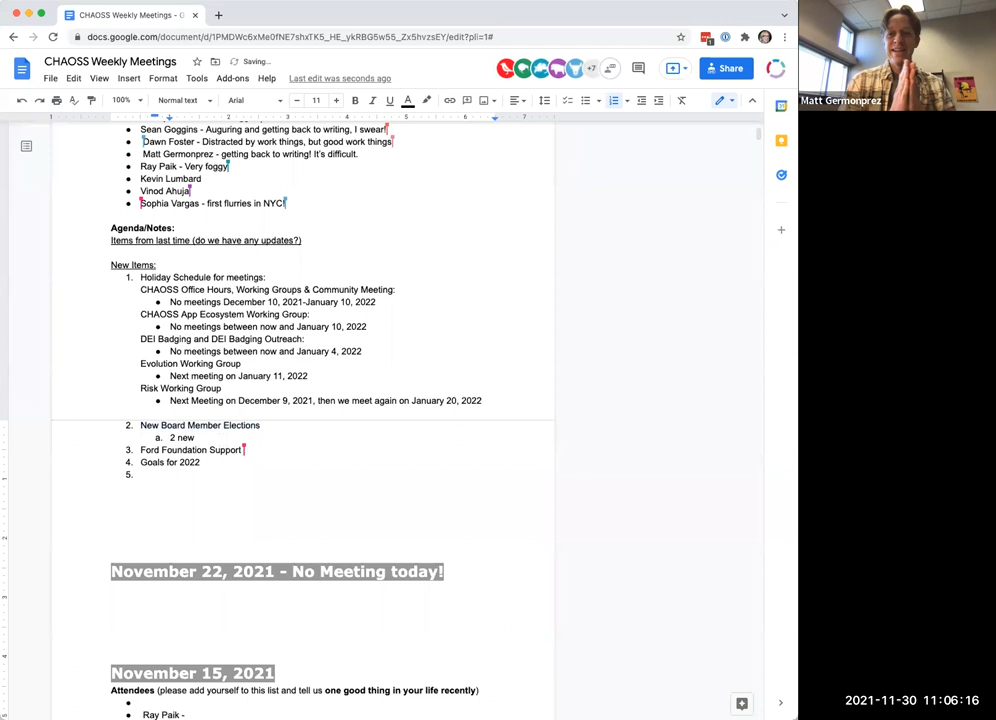 CHAOSS Weekly Meetings - G
docs.google.com/document/d/1PMDWc6xMe0fNE7shxTK5_HE_ykRBG5w55_Zx5hvzsEY/edit?pli=1#
CHAOSS Weekly Meetings
Saving...
File Edit View Insert Format Tools Add-ons Help Last edit was seconds ago
+7
Share
100% Normal text Arial 11
1 1 2 3 4 5 6 7
Sean Goggins - Auguring and getting back to writing, I swear!
Dawn Foster - Distracted by work things, but good work things
Matt Germonprez - getting back to writing! It's difficult.
Ray Paik - Very foggy
Kevin Lumbard
Vinod Ahuja
Sophia Vargas - first flurries in NYC!
Agenda/Notes:
Items from last time (do we have any updates?)
New Items:
1. Holiday Schedule for meetings:
CHAOSS Office Hours, Working Groups & Community Meeting:
No meetings December 10, 2021-January 10, 2022
CHAOSS App Ecosystem Working Group:
No meetings between now and January 10, 2022
DEI Badging and DEI Badging Outreach:
No meetings between now and January 4, 2022
Evolution Working Group
Next meeting on January 11, 2022
Risk Working Group
Next Meeting on December 9, 2021, then we meet again on January 20, 2022
2. New Board Member Elections
a. 2 new
3. Ford Foundation Support
4. Goals for 2022
5.
November 22, 2021 - No Meeting today!
November 15, 2021
Attendees (please add yourself to this list and tell us one good thing in your life recently)
Ray Paik -
Matt Germonprez
2021-11-30 11:06:16